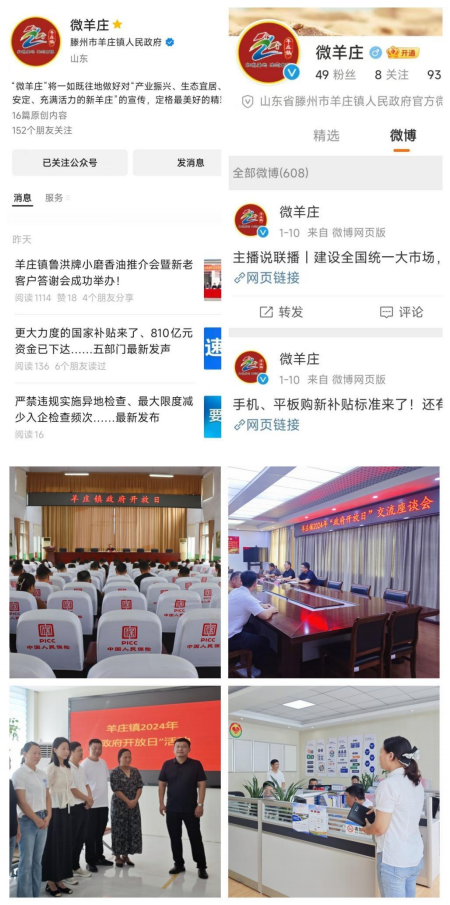 微羊庄
滕州市羊庄镇人民政府
山东
“微羊庄”将一如既往地做好对“产业振兴、生态宜居、
安定、充满活力的新羊庄”的宣传，定格最美好的精
16篇原创内容
152个朋友关注
已关注公众号
发消息
消息
服务
昨天
羊庄镇鲁洪牌小磨香油推介会暨新老
客户答谢会成功举办！
阅读1114 赞18 4个朋友分享
更大力度的国家补贴来了、810亿元
资金已下达……五部门最新发声
阅读136 6个朋友读过
速
严禁违规实施异地检查、最大限度减
少入企检查频次……最新发布
阅读16
要
微羊庄
开通
49 粉丝 8 关注 93
山东省滕州市羊庄镇人民政府官方微
精选
微博
全部微博(608)
微羊庄
1-10 来自 微博网页版
主播说联播丨建设全国统一大市场，
网页链接
转发
评论
微羊庄
1-10 来自 微博网页版
手机、平板购新补贴标准来了！还有
网页链接
羊庄镇政府开放日
PICC
中国人民保险
PICC
中国人民保险
PICC
中国人民保险
羊庄镇2024年“政府开放日”交流座谈会
羊庄镇2024年
政府开放日”活